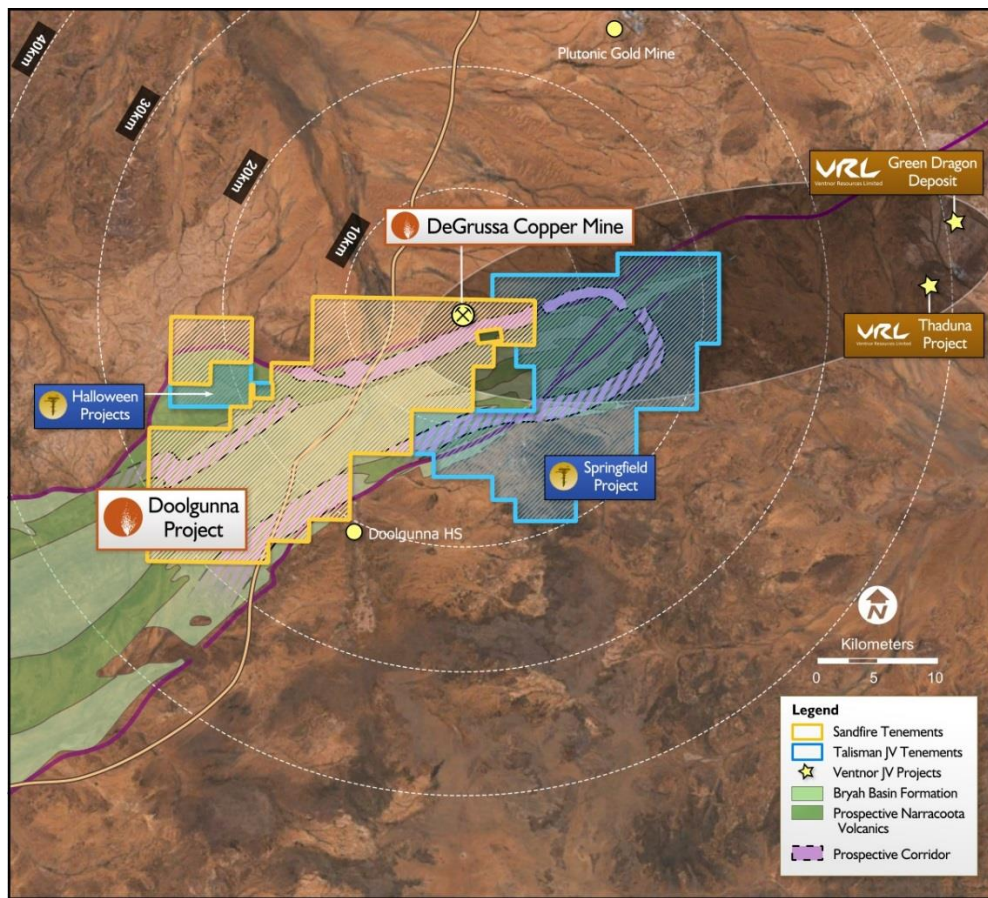 40km
30km
20km
10km
Plutonic Gold Mine
VRL
Ventnor Resources Limited
Green Dragon
Deposit
DeGrussa Copper Mine
VRL
Ventnor Resources Limited
Thaduna
Project
Halloween
Projects
Springfield
Project
Doolgunna
Project
Doolgunna HS
N
Kilometers
0 5 10
Legend
Sandfire Tenements
Talisman JV Tenements
Ventnor JV Projects
Bryah Basin Formation
Prospective Narracoota
Volcanics
Prospective Corridor